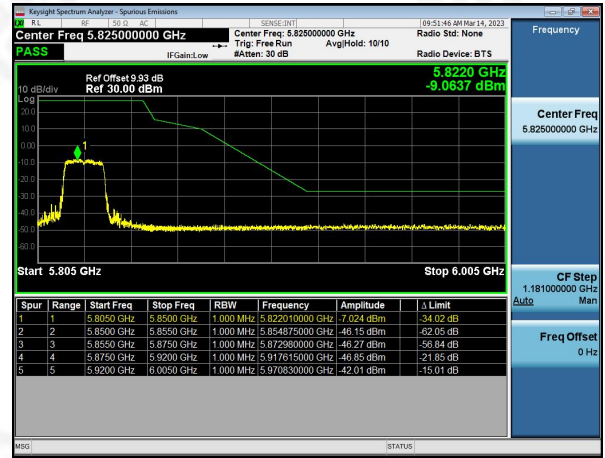 Keysight Spectrum Analyzer - Spurious Emissions
RL RF 50 Ω AC SENSE:INT 09:51:46 AM Mar 14, 2023
Center Freq 5.825000000 GHz Center Freq: 5.825000000 GHz Radio Std: None
Trig: Free Run Avg|Hold: 10/10
PASS IFGain:Low #Atten: 30 dB Radio Device: BTS
Ref Offset 9.93 dB 5.8220 GHz
10 dB/div Ref 30.00 dBm -9.0637 dBm
Log
20.0
10.0
1
0.00
-10.0
-20.0
-30.0
-40.0
-50.0
-60.0
Start 5.805 GHz Stop 6.005 GHz
Spur Range Start Freq Stop Freq RBW Frequency Amplitude Δ Limit
1 1 5.8050 GHz 5.8500 GHz 1.000 MHz 5.822010000 GHz -7.024 dBm -34.02 dB
2 2 5.8500 GHz 5.8550 GHz 1.000 MHz 5.854875000 GHz -46.15 dBm -62.05 dB
3 3 5.8550 GHz 5.8750 GHz 1.000 MHz 5.872980000 GHz -46.27 dBm -56.84 dB
4 4 5.8750 GHz 5.9200 GHz 1.000 MHz 5.917615000 GHz -46.85 dBm -21.85 dB
5 5 5.9200 GHz 6.0050 GHz 1.000 MHz 5.970830000 GHz -42.01 dBm -15.01 dB
MSG STATUS
Frequency
Center Freq
5.825000000 GHz
CF Step
1.181000000 GHz
Auto Man
Freq Offset
0 Hz